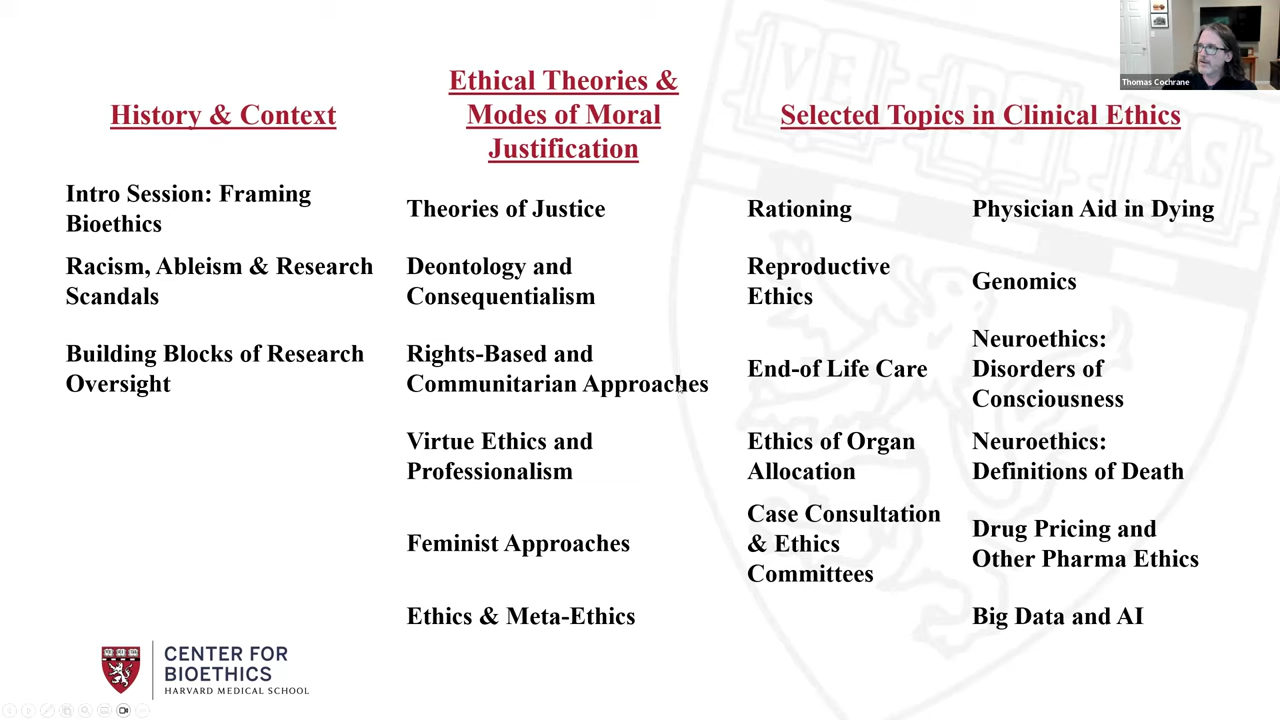 Thomas Cochrane
History & Context
Ethical Theories &
Modes of Moral
Justification
Selected Topics in Clinical Ethics
Intro Session: Framing
Bioethics
Racism, Ableism & Research
Scandals
Building Blocks of Research
Oversight
Theories of Justice
Deontology and
Consequentialism
Rights-Based and
Communitarian Approaches
Virtue Ethics and
Professionalism
Feminist Approaches
Ethics & Meta-Ethics
Rationing
Reproductive
Ethics
End-of Life Care
Ethics of Organ
Allocation
Case Consultation
& Ethics
Committees
Physician Aid in Dying
Genomics
Neuroethics:
Disorders of
Consciousness
Neuroethics:
Definitions of Death
Drug Pricing and
Other Pharma Ethics
Big Data and AI
VE RI TAS
CENTER FOR
BIOETHICS
HARVARD MEDICAL SCHOOL